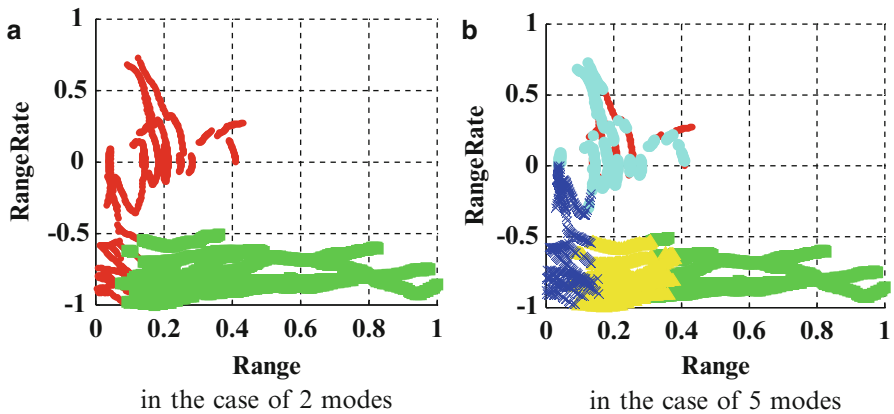 a
1
0.5
0
-0.5
-1
RangeRate
0
0.2
0.4
0.6
0.8
1
Range
in the case of 2 modes
b
1
0.5
0
-0.5
-1
RangeRate
0
0.2
0.4
0.6
0.8
1
Range
in the case of 5 modes